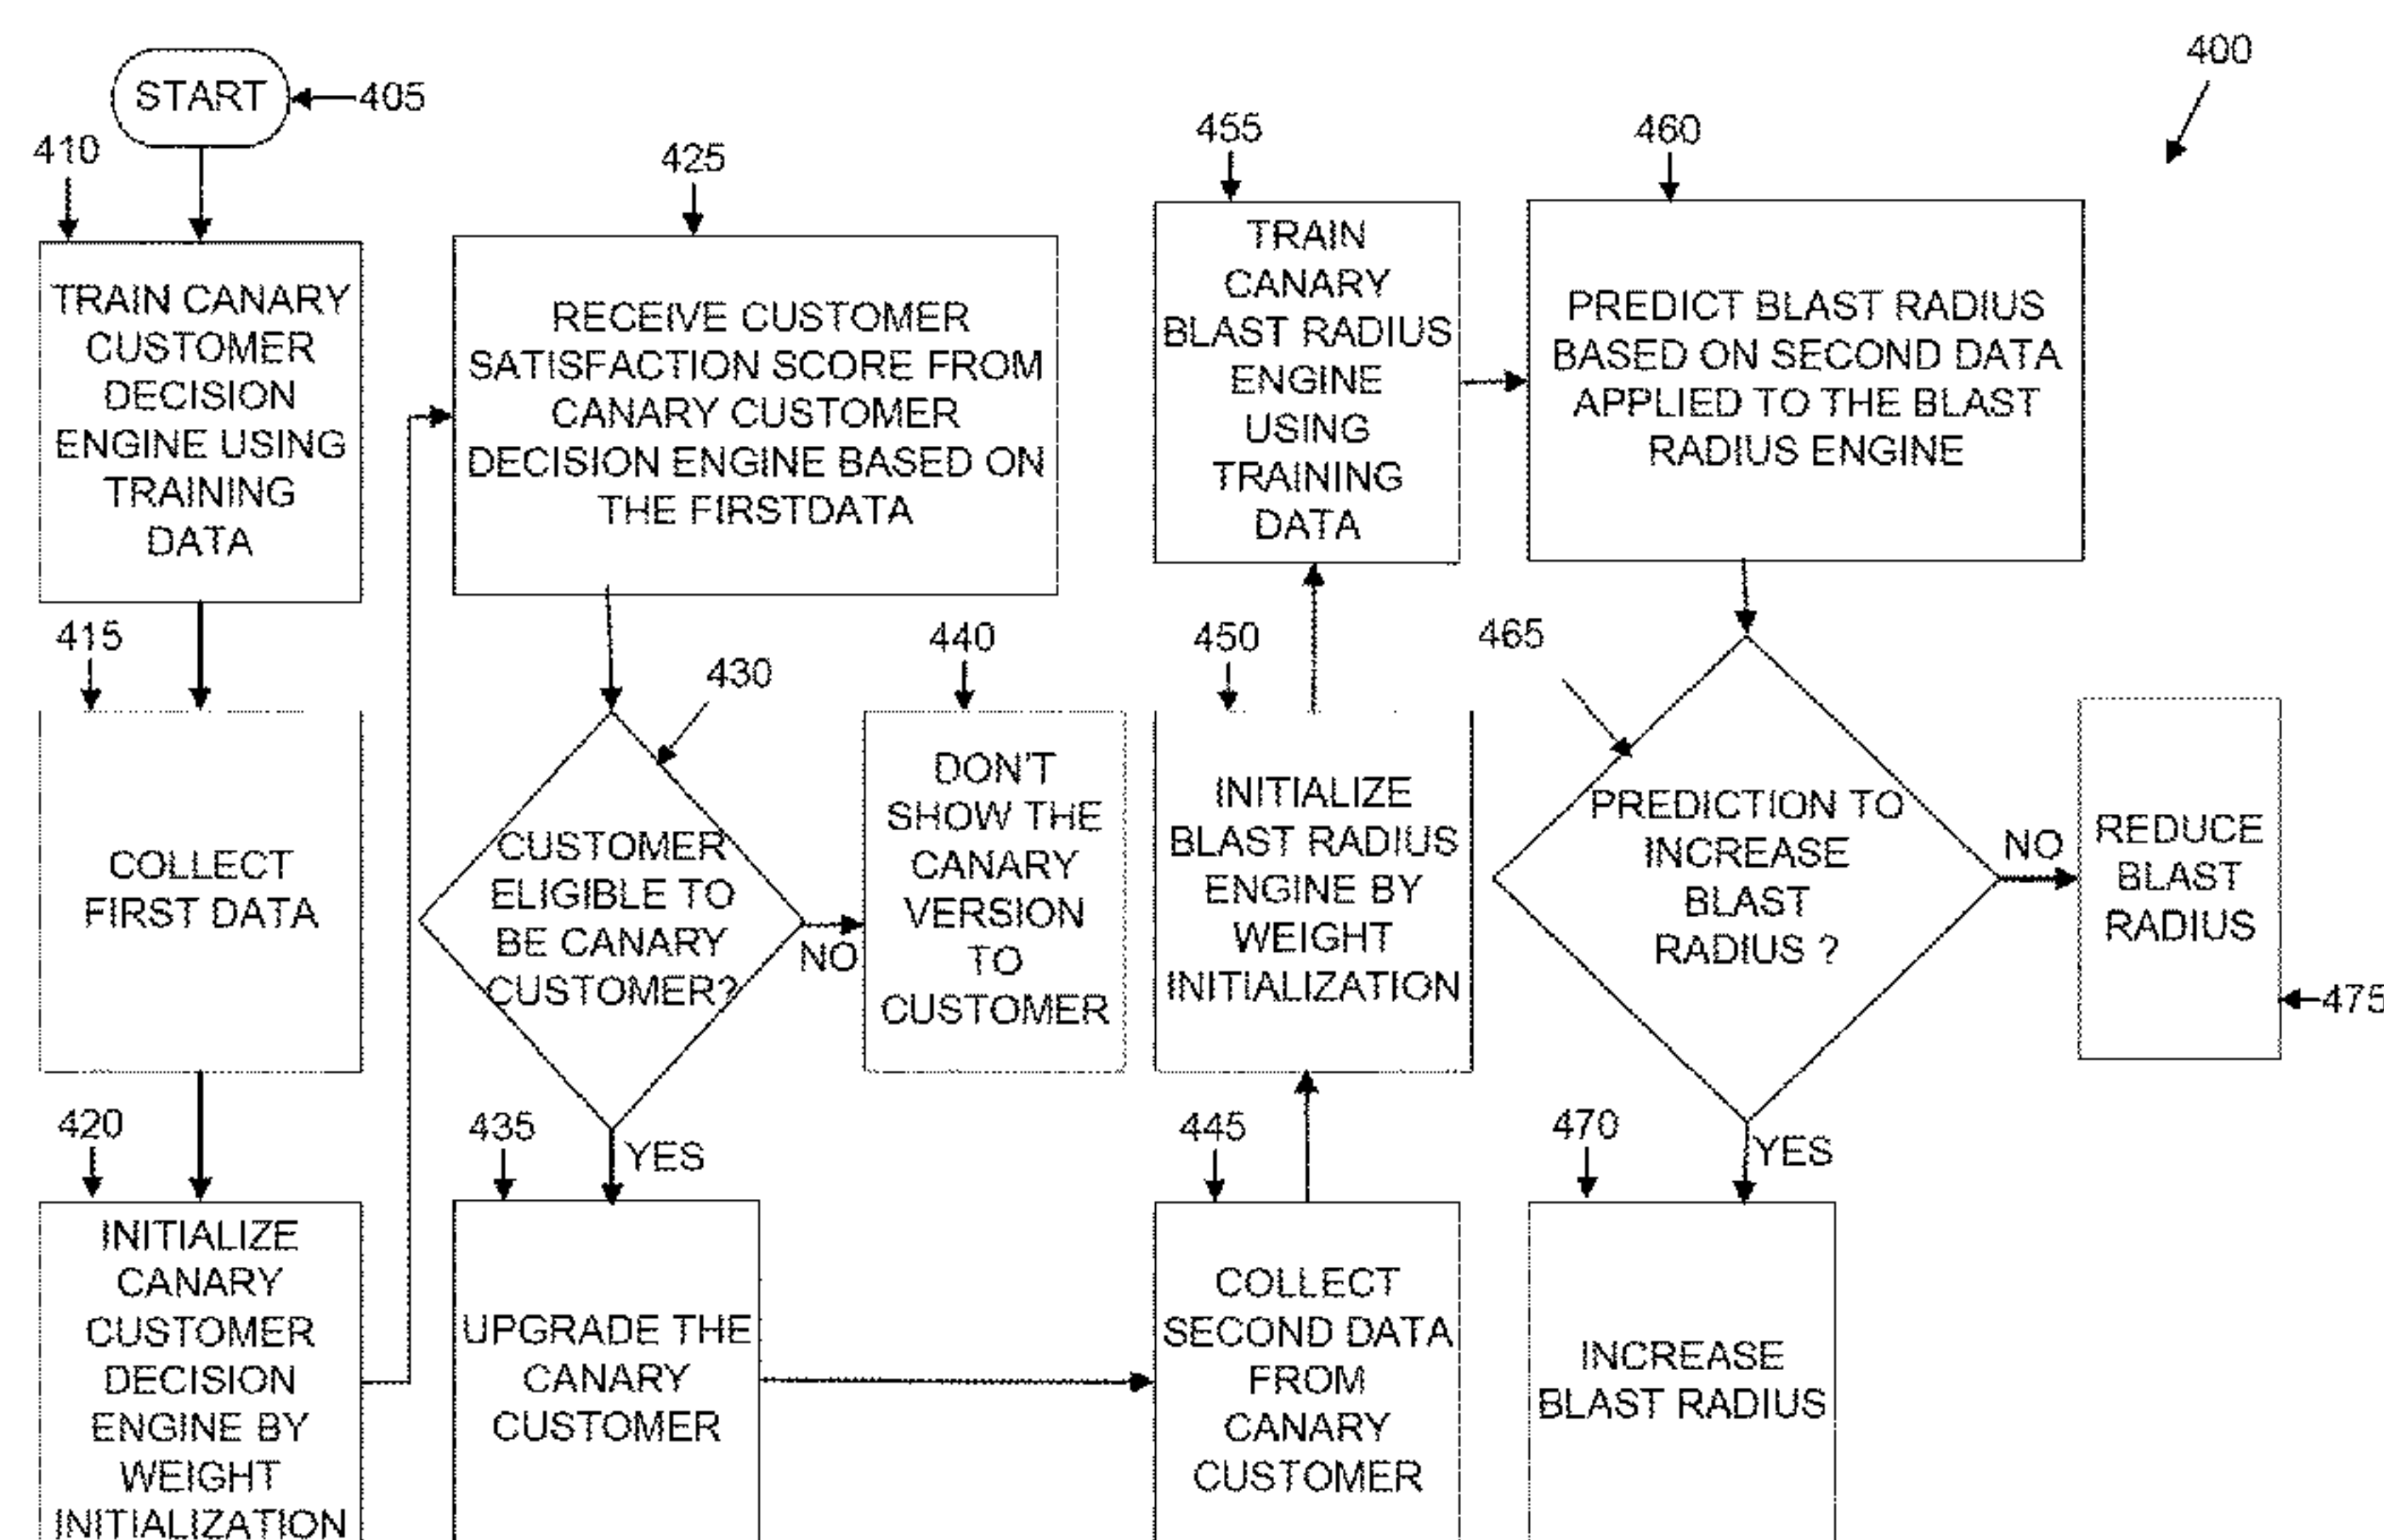 START
405
410
TRAIN CANARY
CUSTOMER
DECISION
ENGINE USING
TRAINING
DATA
415
COLLECT
FIRST DATA
420
INITIALIZE
CANARY
CUSTOMER
DECISION
ENGINE BY
WEIGHT
INITIALIZATION
425
RECEIVE CUSTOMER
SATISFACTION SCORE FROM
CANARY CUSTOMER
DECISION ENGINE BASED ON
THE FIRSTDATA
430
CUSTOMER
ELIGIBLE TO
BE CANARY
CUSTOMER?
NO
440
DON'T
SHOW THE
CANARY
VERSION
TO
CUSTOMER
YES
435
UPGRADE THE
CANARY
CUSTOMER
445
COLLECT
SECOND DATA
FROM
CANARY
CUSTOMER
450
INITIALIZE
BLAST RADIUS
ENGINE BY
WEIGHT
INITIALIZATION
455
TRAIN
CANARY
BLAST RADIUS
ENGINE
USING
TRAINING
DATA
460
PREDICT BLAST RADIUS
BASED ON SECOND DATA
APPLIED TO THE BLAST
RADIUS ENGINE
465
PREDICTION TO
INCREASE
BLAST
RADIUS ?
NO
REDUCE
BLAST
RADIUS
475
YES
470
INCREASE
BLAST RADIUS
400